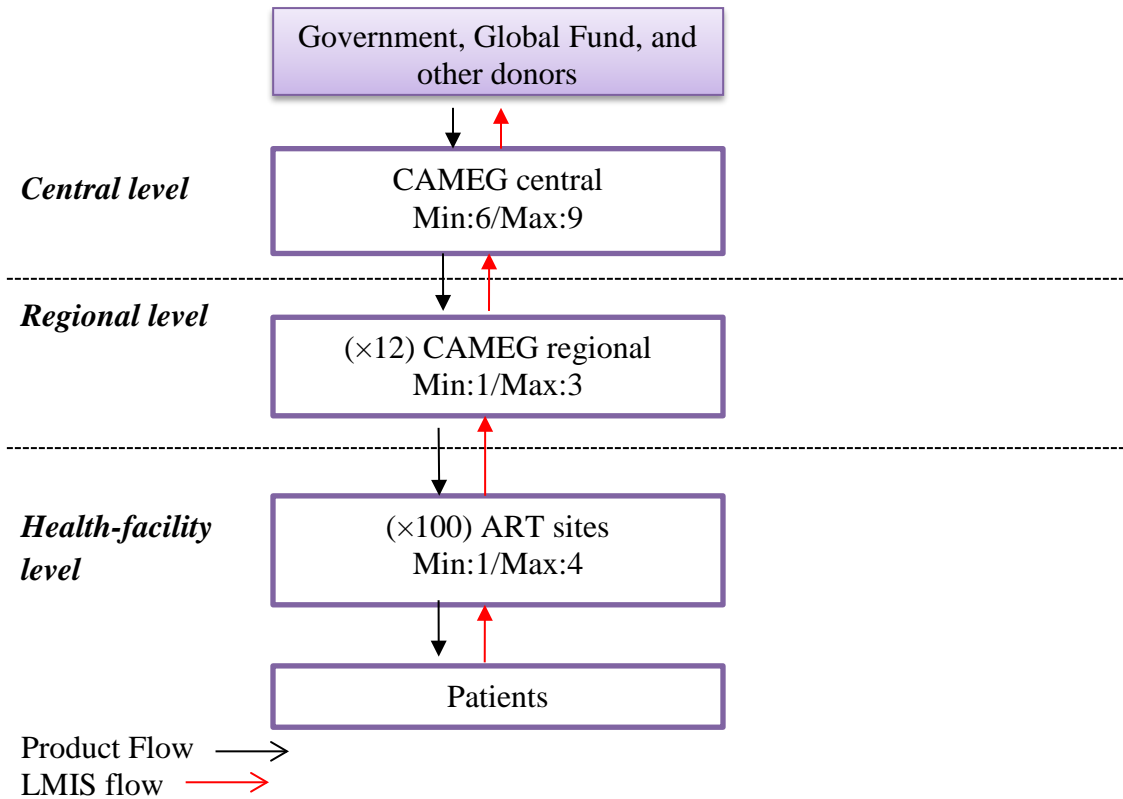 Government, Global Fund, and
other donors
Central level
CAMEG central
Min:6/Max:9
Regional level
(×12) CAMEG regional
Min:1/Max:3
Health-facility
level
(×100) ART sites
Min:1/Max:4
Patients
Product Flow
LMIS flow